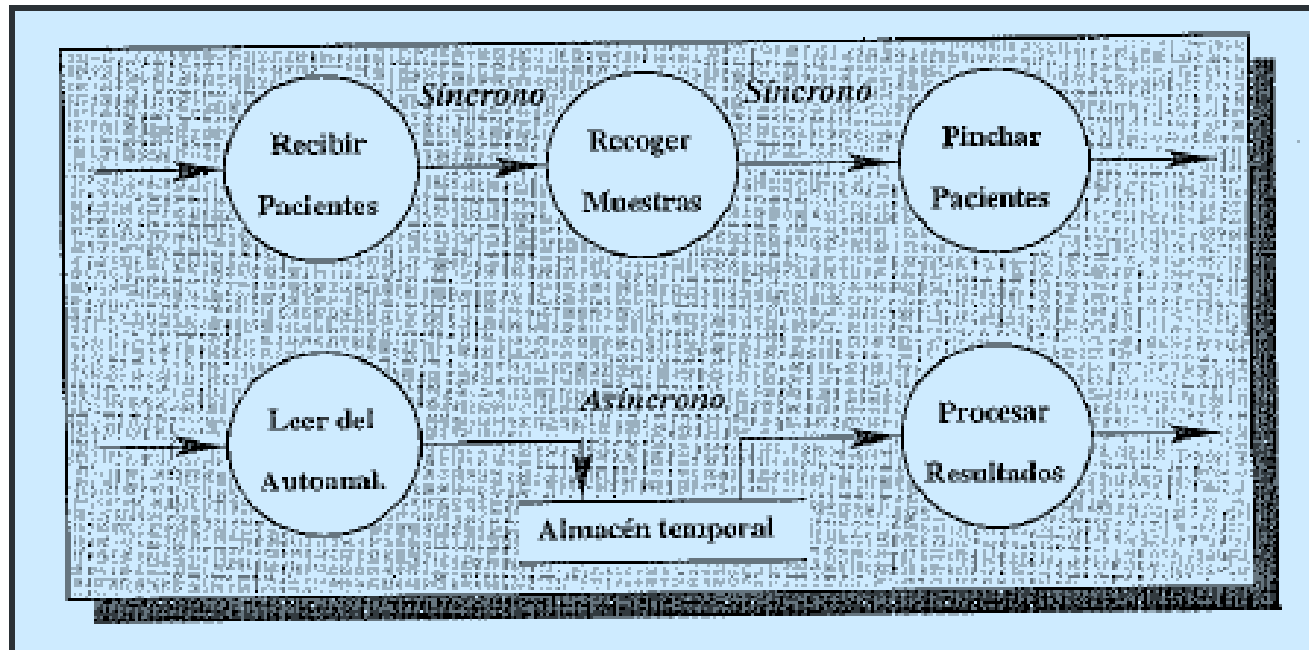 Síncrono
Síncrono
Recibir
Pacientes
Recoger
Muestras
Pinchar
Pacientes
Asíncrono
Leer del
Autoanal.
Almacén temporal
Procesar
Resultados